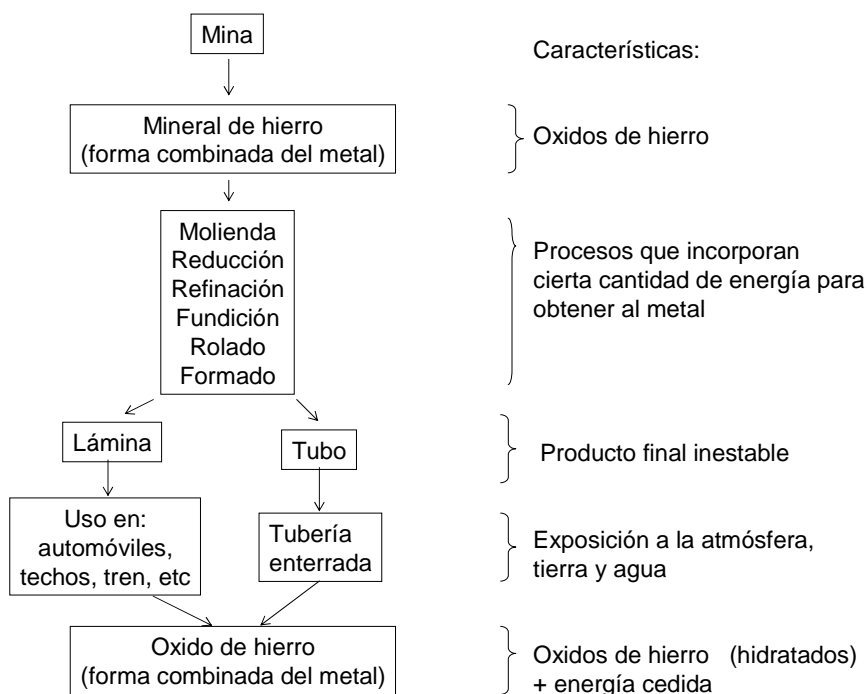 Mina
Características:
Mineral de hierro
(forma combinada del metal)
Oxidos de hierro
Molienda
Reducción
Refinación
Fundición
Rolado
Formado
Procesos que incorporan
cierta cantidad de energía para
obtener al metal
Lámina
Tubo
Producto final inestable
Uso en:
automóviles,
techos, tren, etc
Tubería
enterrada
Exposición a la atmósfera,
tierra y agua
Oxido de hierro
(forma combinada del metal)
Oxidos de hierro (hidratados)
+ energía cedida